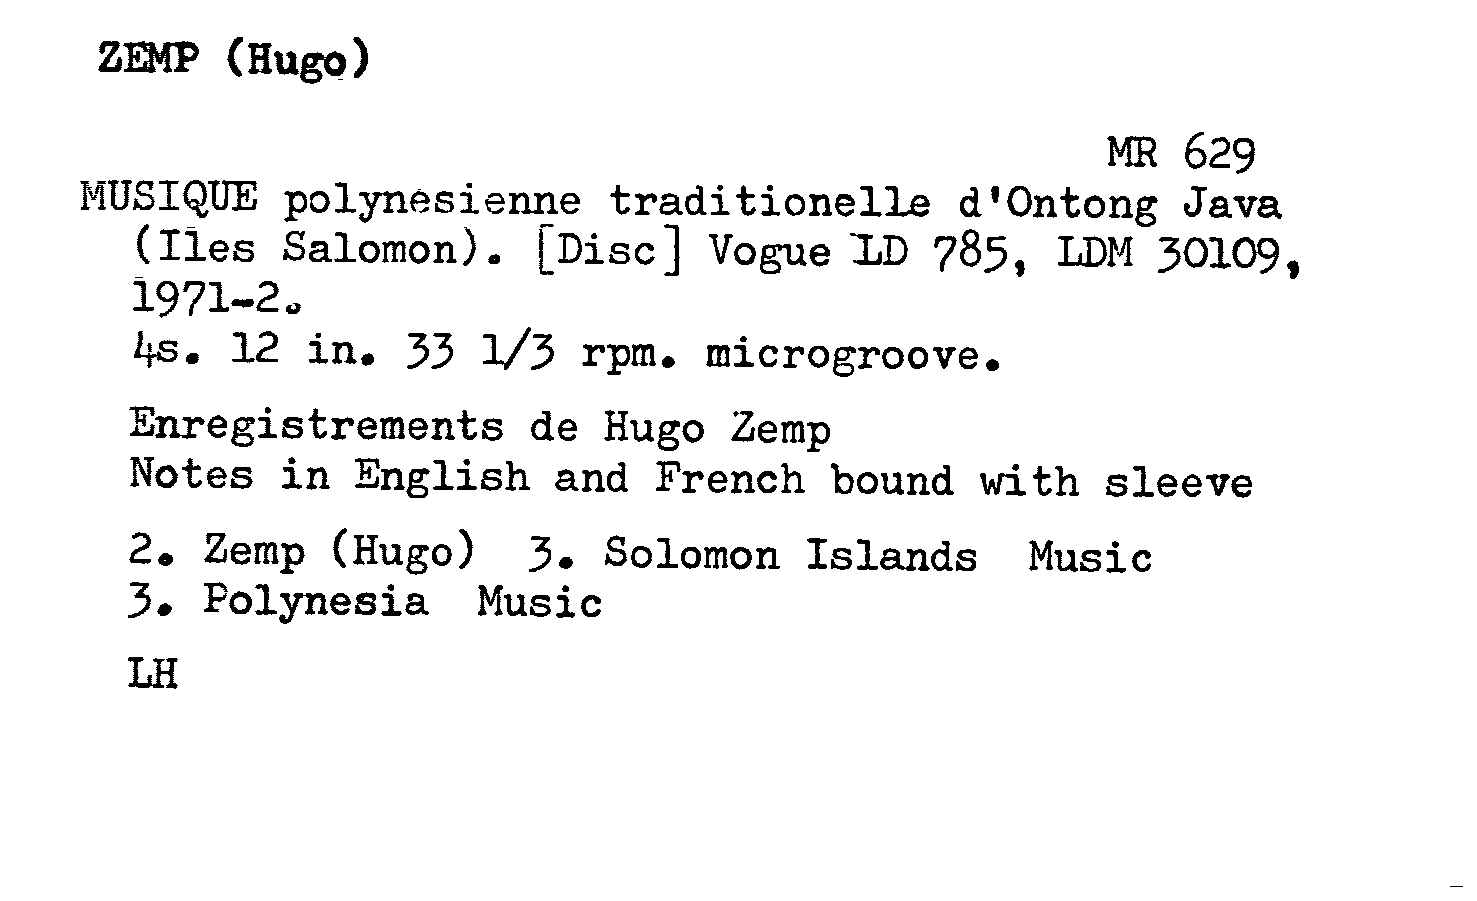 ZEMP (Hugo)
MR 629
MUSIQUE polynésienne traditionelle d'Ontong Java
(Iles Salomon). [Disc] Vogue LD 785, LDM 30109,
1971-2.
4s. 12 in. 33 1/3 rpm. microgroove.
Enregistrements de Hugo Zemp
Notes in English and French bound with sleeve
2. Zemp (Hugo) 3. Solomon Islands Music
3. Polynesia Music
LH